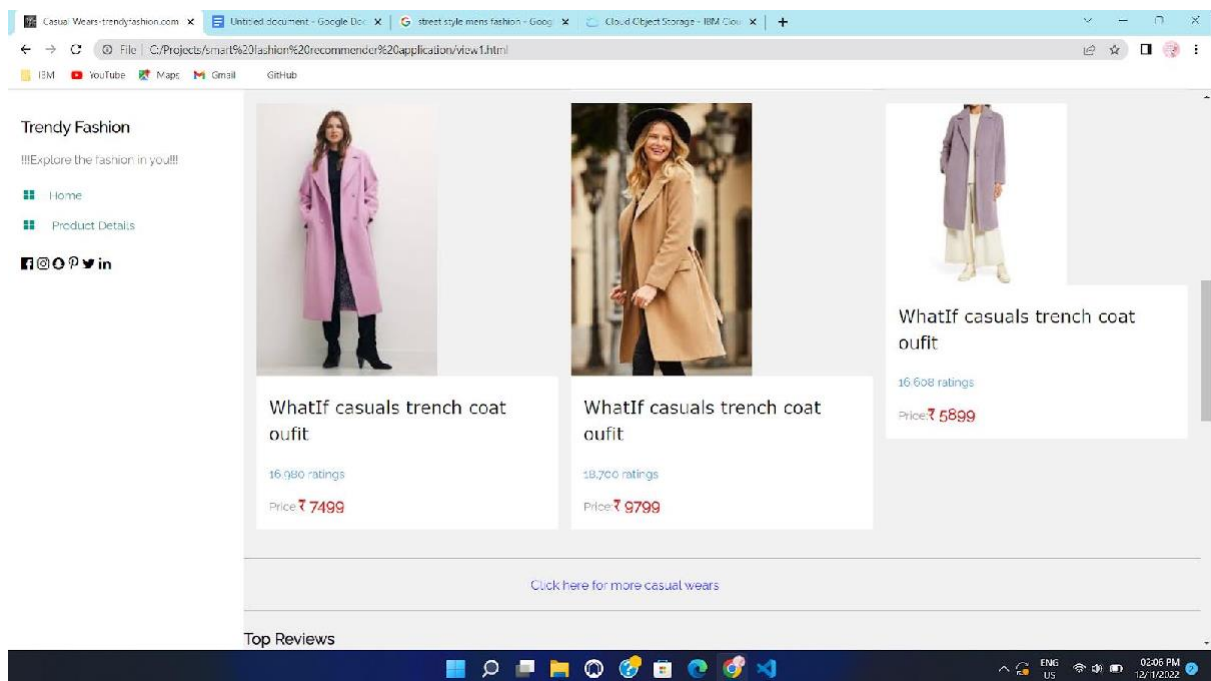 Casual Wears-trendyfashion.com
Untitled document - Google Doc
street style mens fashion - Goog
Cloud Object Storage - IBM Clou
File | C:/Projects/smart%20fashion%20recommender%20application/view1.html
IBM YouTube Maps Gmail GitHub
Trendy Fashion
!!!Explore the fashion in you!!!
Home
Product Details
WhatIf casuals trench coat
oufit
16,980 ratings
Price:₹ 7499
WhatIf casuals trench coat
oufit
18,700 ratings
Price:₹ 9799
WhatIf casuals trench coat
oufit
16,608 ratings
Price:₹ 5899
Click here for more casual wears
Top Reviews
ENG
US
02:06 PM
12/11/2022
2